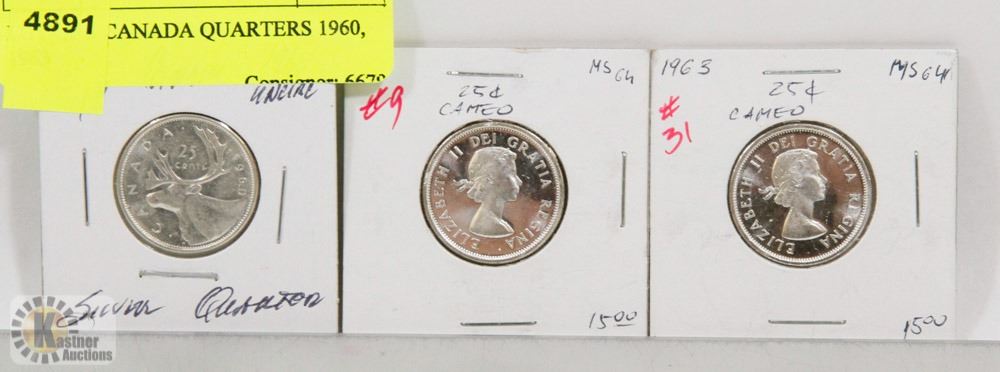 4891
CANADA QUARTERS 1960,
Consignor: 6678
UNCIRC
25 CENTS
CANADA 1960
Silver Quarter
#9
MS 64
25¢
CAMEO
ELIZABETH II DEI GRATIA REGINA
15.00
1963
MS 64
#31
25¢
CAMEO
ELIZABETH II DEI GRATIA REGINA
15.00
Kastner
Auctions